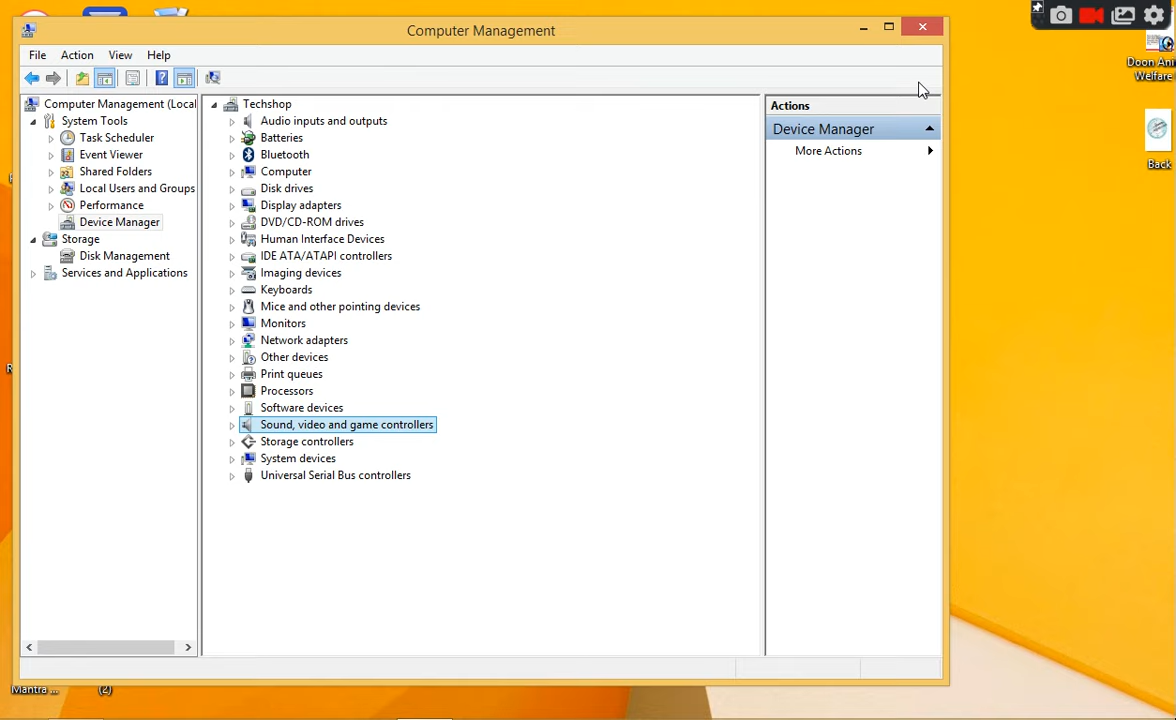 Computer Management
File Action View Help
Computer Management (Local
System Tools
Task Scheduler
Event Viewer
Shared Folders
Local Users and Groups
Performance
Device Manager
Storage
Disk Management
Services and Applications
Techshop
Audio inputs and outputs
Batteries
Bluetooth
Computer
Disk drives
Display adapters
DVD/CD-ROM drives
Human Interface Devices
IDE ATA/ATAPI controllers
Imaging devices
Keyboards
Mice and other pointing devices
Monitors
Network adapters
Other devices
Print queues
Processors
Software devices
Sound, video and game controllers
Storage controllers
System devices
Universal Serial Bus controllers
Actions
Device Manager
More Actions
Doon Ani
Welfare
Back
R
Mantra ...
(2)